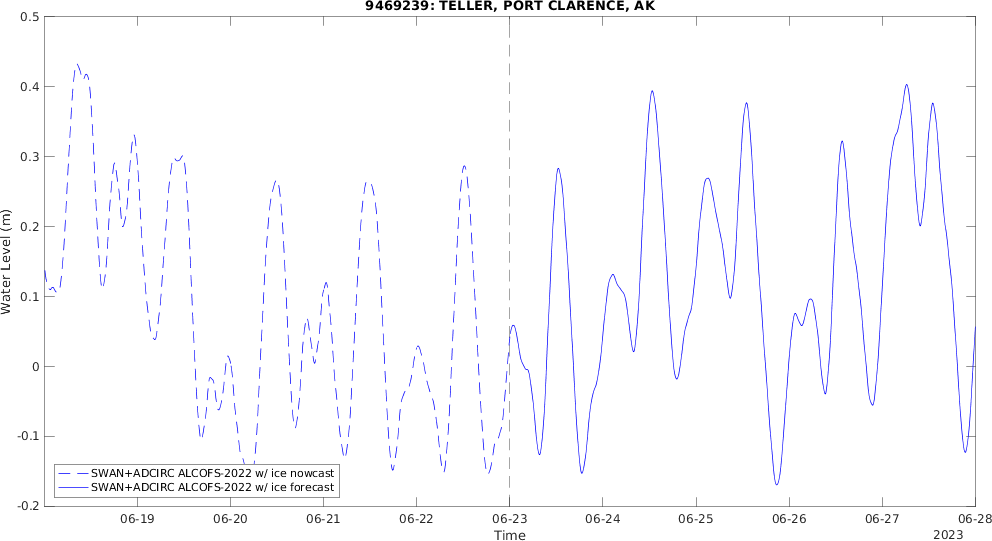 9469239: TELLER, PORT CLARENCE, AK
Water Level (m)
0.5
0.4
0.3
0.2
0.1
0
-0.1
-0.2
SWAN+ADCIRC ALCOFS-2022 w/ ice nowcast
SWAN+ADCIRC ALCOFS-2022 w/ ice forecast
06-19 06-20 06-21 06-22 06-23 06-24 06-25 06-26 06-27 06-28
Time
2023